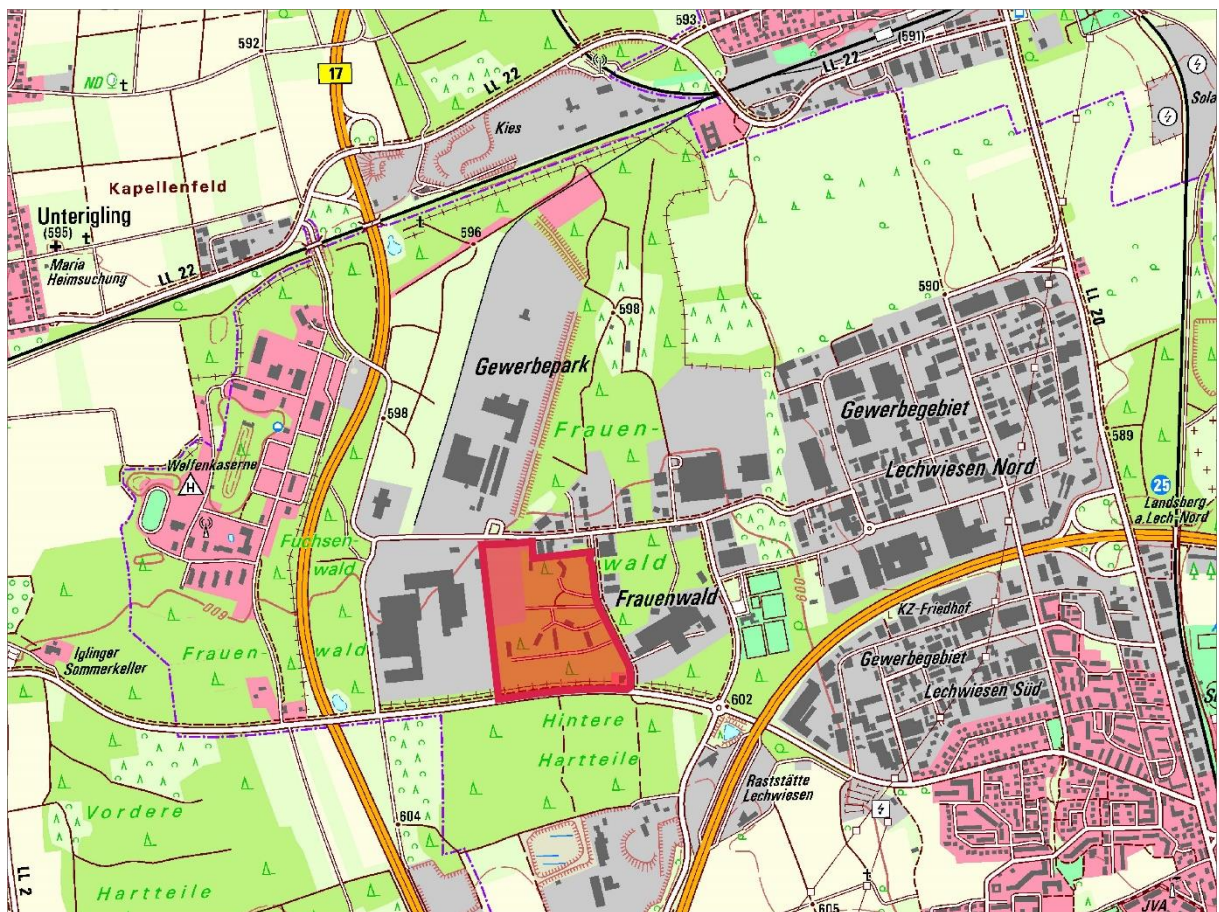 593
592
(591)
LL 22
LL 22
17
ND
Kies
Sola
Kapellenfeld
Unterigling
(595)
Maria
Heimsuchung
LL 22
596
590
598
LL 20
Gewerbepark
598
Gewerbegebiet
Frauen-
589
Lechwiesen Nord
Welfenkaserne
H
P
25
Landsberg
a.Lech-Nord
P
Fuchsen-
wald
wald
600
600
Frauenwald
KZ-Friedhof
Iglinger
Sommerkeller
Frauen-
wald
Gewerbegebiet
Lechwiesen Süd
602
Hintere
Hartteile
Raststätte
Lechwiesen
Vordere
604
Hartteile
LL 2
605
JVA